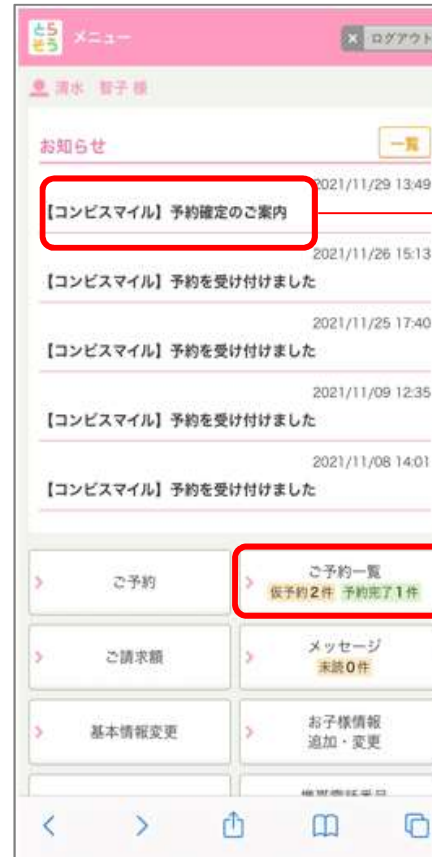 とら
そう
メニュー
× ログアウト
清水 智子 様
お知らせ
一覧
2021/11/29 13:49
【コンビスマイル】予約確定のご案内
2021/11/26 15:13
【コンビスマイル】予約を受け付けました
2021/11/25 17:40
【コンビスマイル】予約を受け付けました
2021/11/09 12:35
【コンビスマイル】予約を受け付けました
2021/11/08 14:01
【コンビスマイル】予約を受け付けました
ご予約
ご予約一覧
仮予約2件 予約完了1件
ご請求額
メッセージ
未読0件
基本情報変更
お子様情報
追加・変更